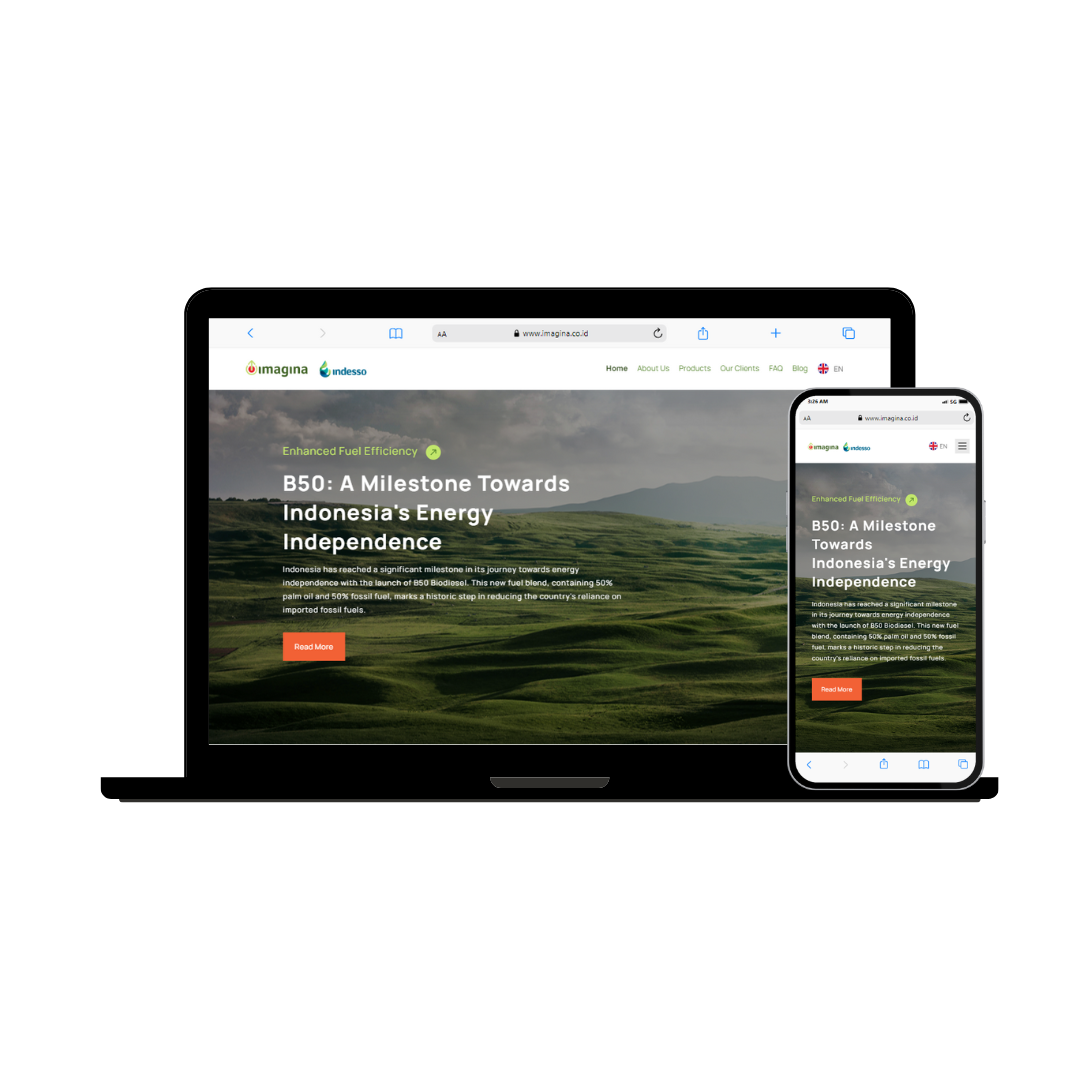 AA www.imagina.co.id
imagina indesso Home About Us Products Our Clients FAQ Blog EN
Enhanced Fuel Efficiency
B50: A Milestone Towards
Indonesia's Energy
Independence
Indonesia has reached a significant milestone in its journey towards energy
independence with the launch of B50 Biodiesel. This new fuel blend, containing 50%
palm oil and 50% fossil fuel, marks a historic step in reducing the country's reliance on
imported fossil fuels.
Read More
3:26 AM 5G
AA www.imagina.co.id
imagina indesso EN
Enhanced Fuel Efficiency
B50: A Milestone
Towards
Indonesia's Energy
Independence
Indonesia has reached a significant milestone
in its journey towards energy independence
with the launch of B50 Biodiesel. This new fuel
blend, containing 50% palm oil and 50% fossil
fuel, marks a historic step in reducing the
country's reliance on imported fossil fuels.
Read More